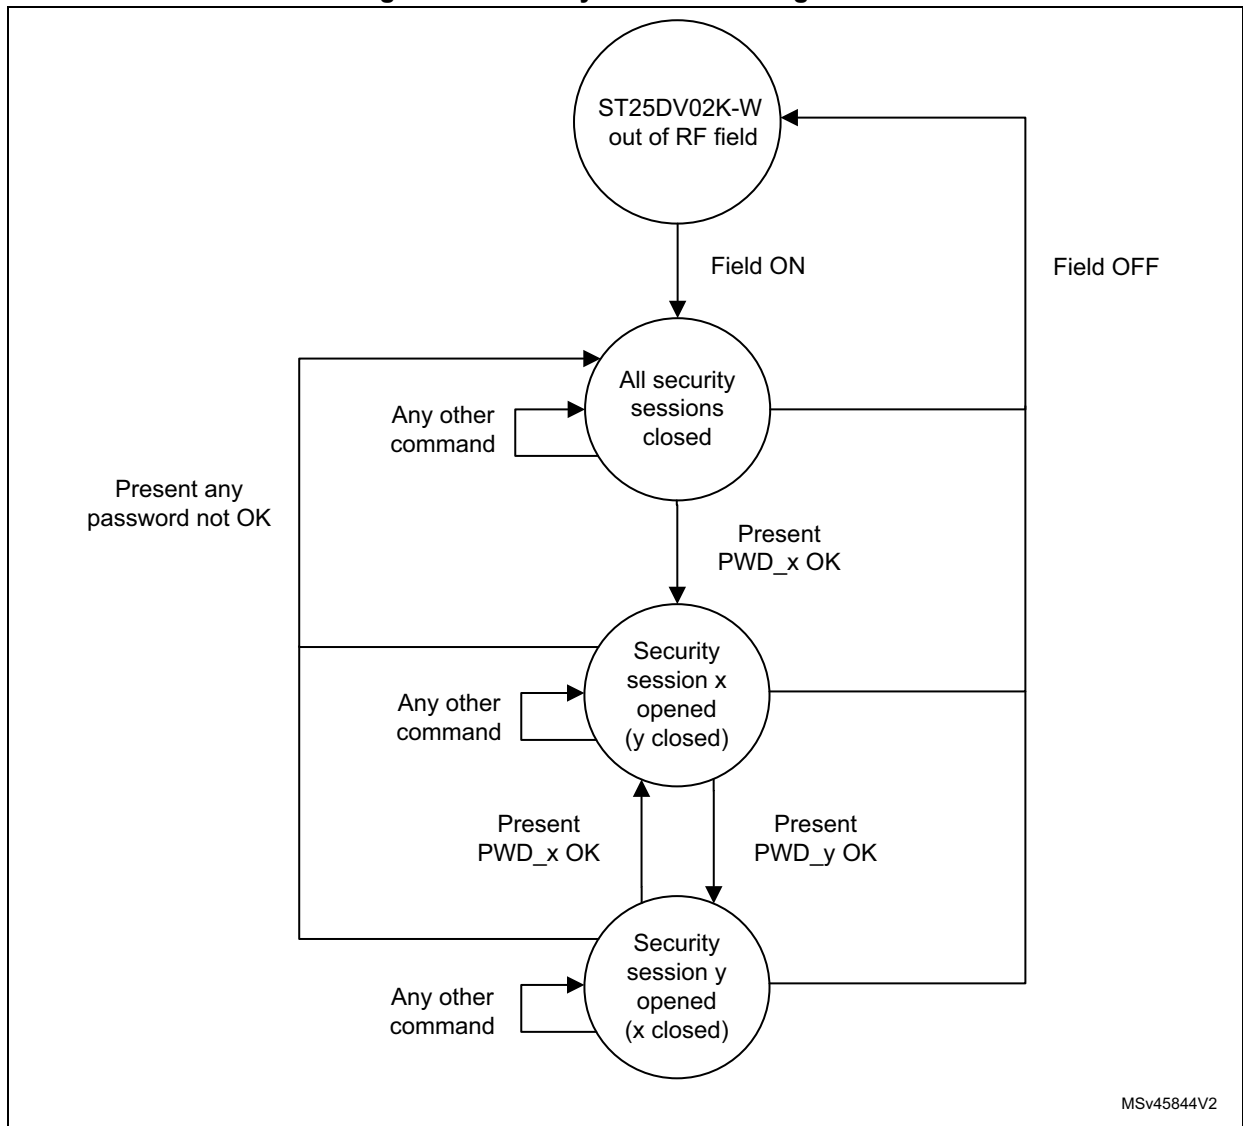 ST25DV02K-W
out of RF field
Field ON
Field OFF
All security
sessions
closed
Any other
command
Present any
password not OK
Present
PWD_x OK
Security
session x
opened
(y closed)
Any other
command
Present
PWD_x OK
Present
PWD_y OK
Security
session y
opened
(x closed)
Any other
command
MSv45844V2